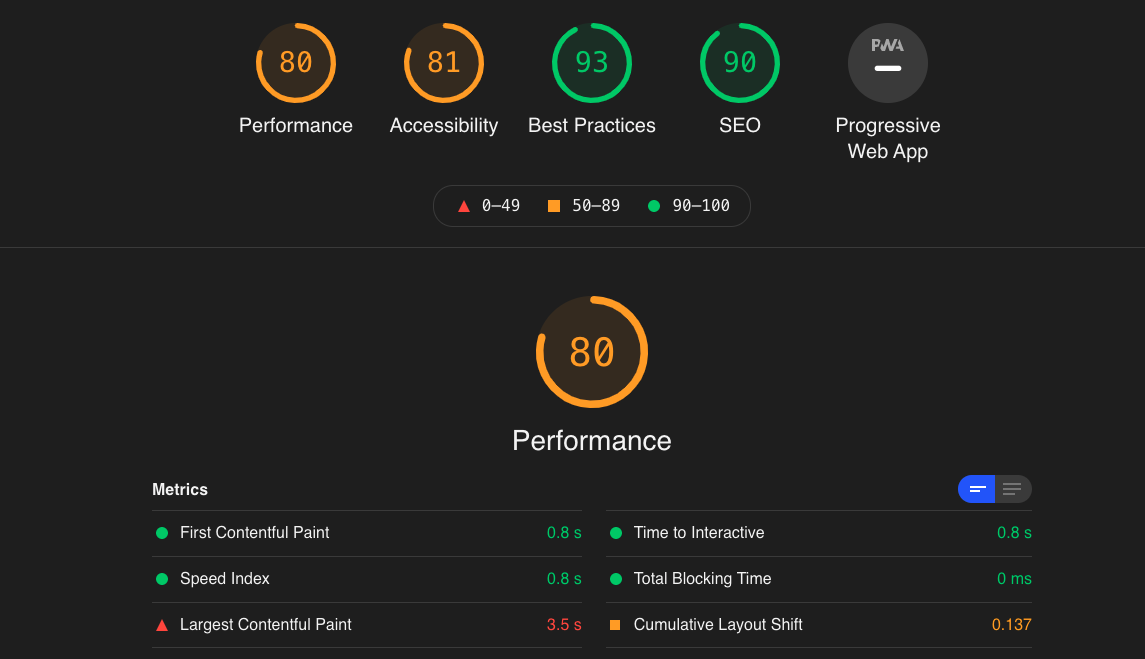 80 81 93 90 PWA
Performance Accessibility Best Practices SEO Progressive
Web App
0–49 50–89 90–100
80
Performance
Metrics
First Contentful Paint 0.8 s Time to Interactive 0.8 s
Speed Index 0.8 s Total Blocking Time 0 ms
Largest Contentful Paint 3.5 s Cumulative Layout Shift 0.137